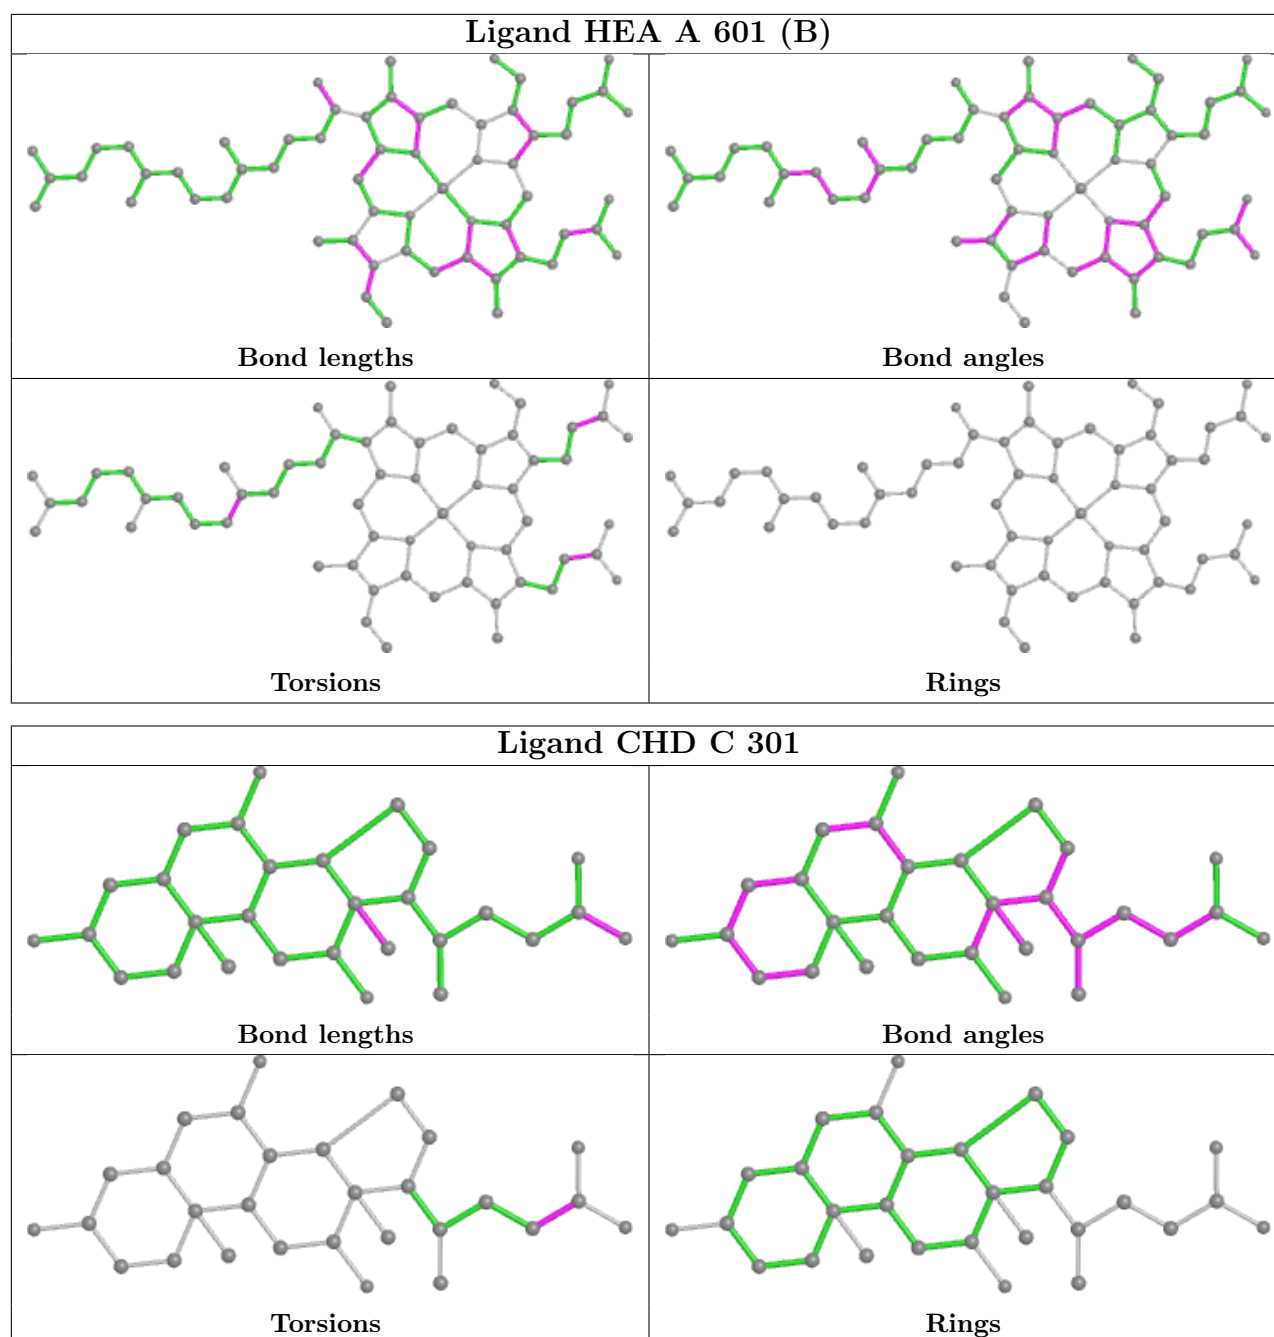 Ligand HEA A 601 (B)
Bond lengths
Bond angles
Torsions
Rings
Ligand CHD C 301
Bond lengths
Bond angles
Torsions
Rings